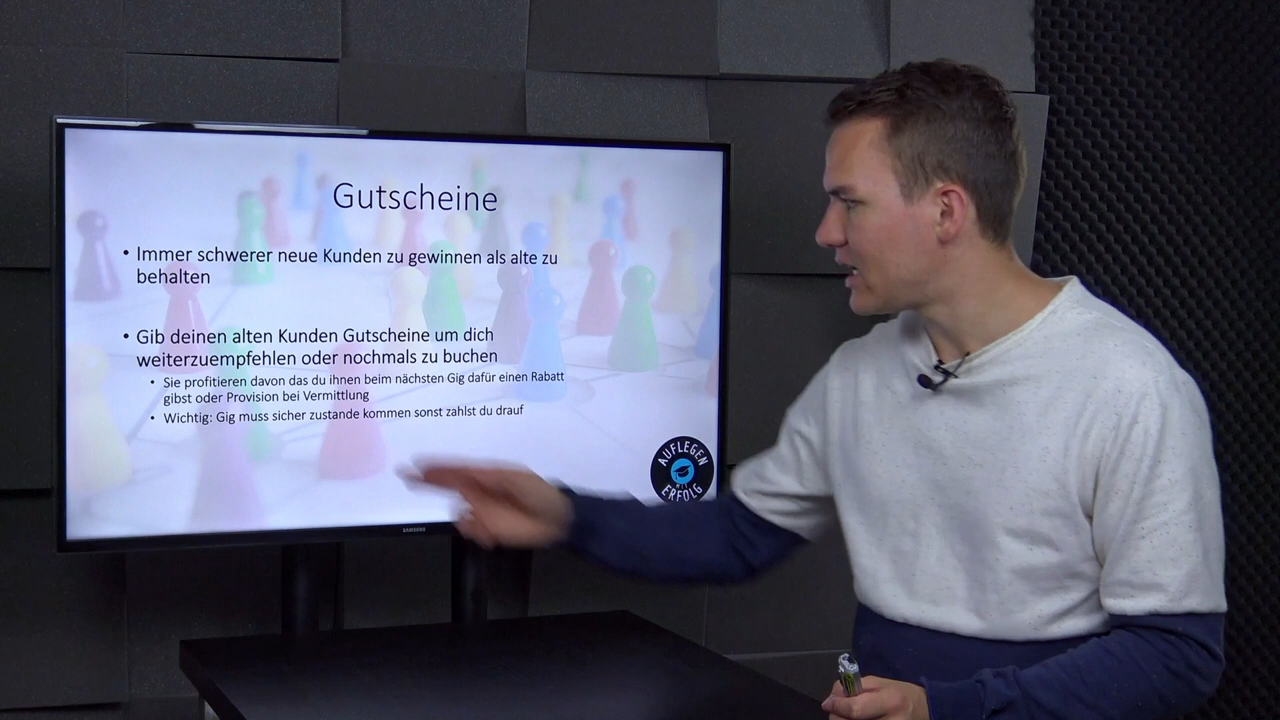 Gutscheine
• Immer schwerer neue Kunden zu gewinnen als alte zu
behalten
• Gib deinen alten Kunden Gutscheine um dich
weiterzuempfehlen oder nochmals zu buchen
• Sie profitieren davon das du ihnen beim nächsten Gig dafür einen Rabatt
gibst oder Provision bei Vermittlung
• Wichtig: Gig muss sicher zustande kommen sonst zahlst du drauf
AUFLEGEN
MIT
ERFOLG
SAMSUNG